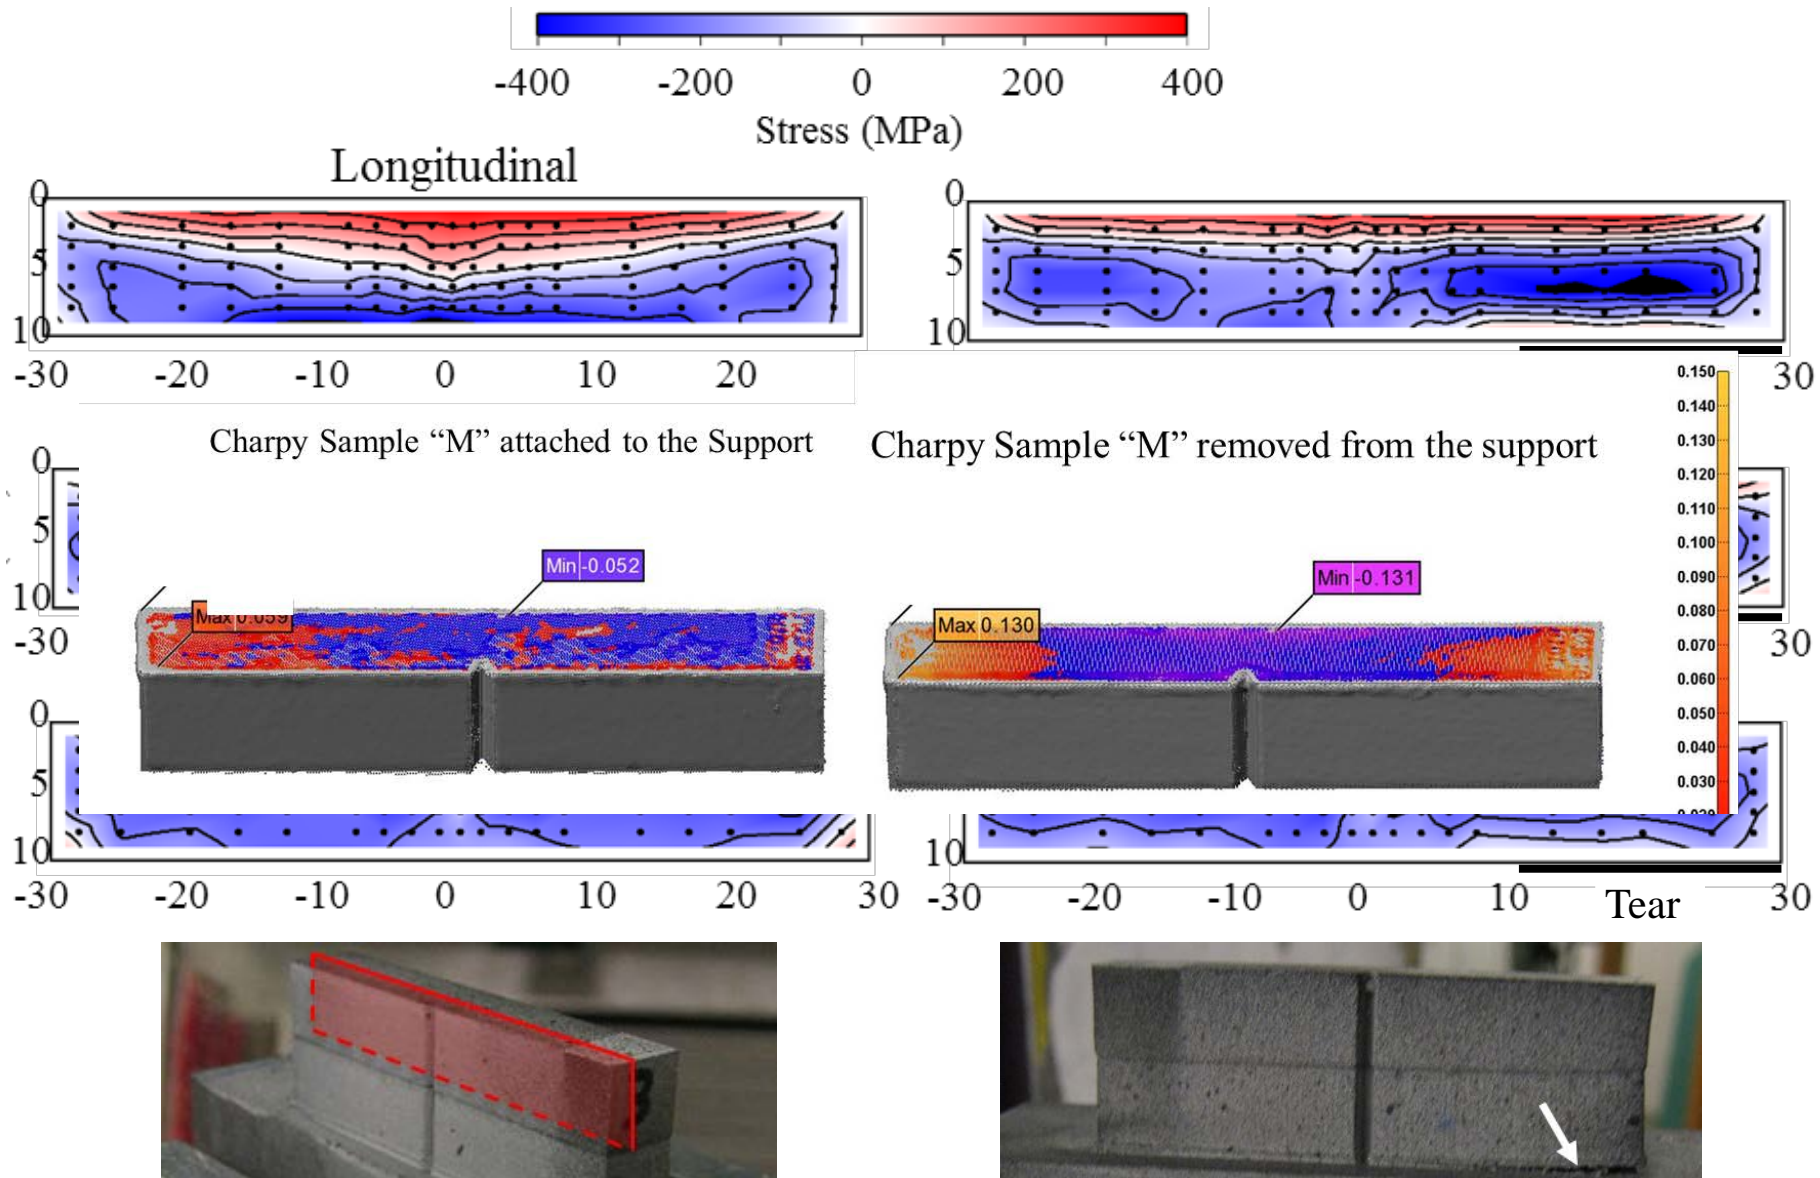 -400 -200 0 200 400
Stress (MPa)
Longitudinal
0
5
10
-30 -20 -10 0 10 20
0
5
10
30
Charpy Sample “M” attached to the Support
Charpy Sample “M” removed from the support
0.150
0.140
0.130
0.120
0.110
0.100
0.090
0.080
0.070
0.060
0.050
0.040
0.030
0
5
10
-30
30
Min -0.052
Max 0.059
Min -0.131
Max 0.130
0
5
10
-30 -20 -10 0 10 20 30
10
-30 -20 -10 0 10 30
Tear